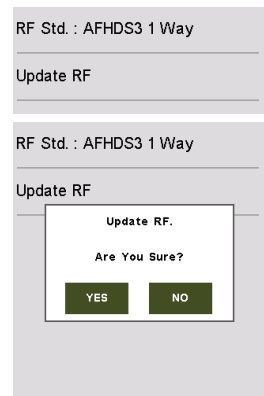 RF Std. : AFHDS3 1 Way
Update RF
RF Std. : AFHDS3 1 Way
Update RF
Update RF.
Are You Sure?
YES NO